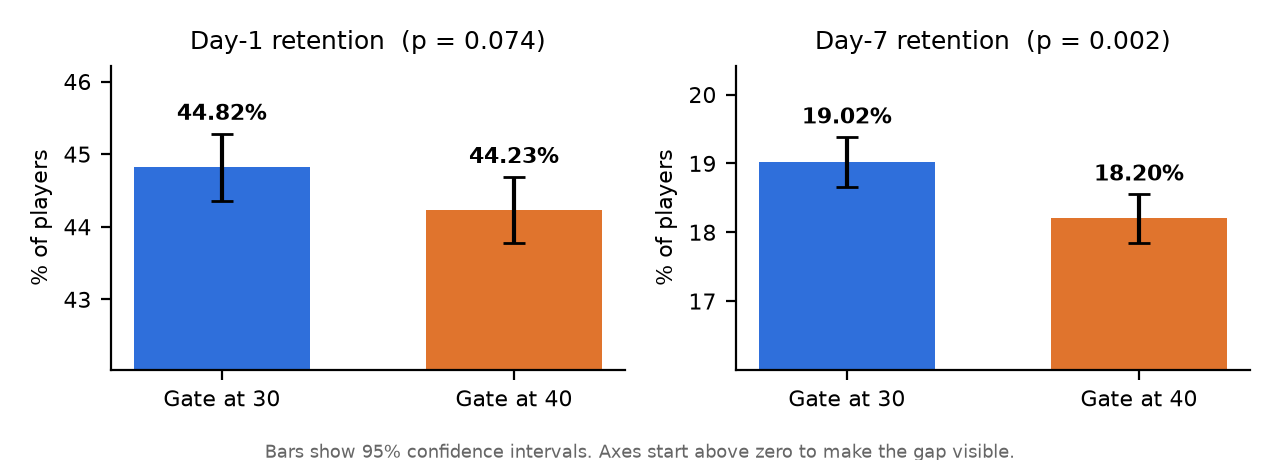 Day-1 retention  (p = 0.074)
46
45
44
43
% of players
44.82%
44.23%
Gate at 30
Gate at 40
Day-7 retention  (p = 0.002)
20
19
18
17
% of players
19.02%
18.20%
Gate at 30
Gate at 40
Bars show 95% confidence intervals. Axes start above zero to make the gap visible.